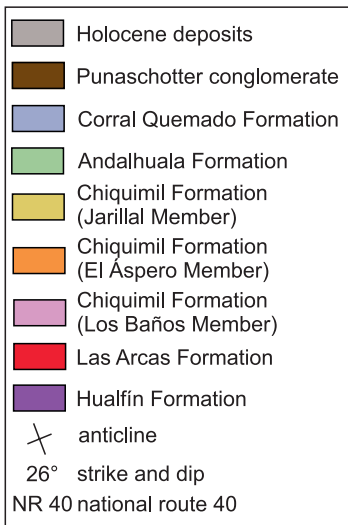 Holocene deposits
Punaschotter conglomerate
Corral Quemado Formation
Andalhuala Formation
Chiquimil Formation
(Jarillal Member)
Chiquimil Formation
(El Áspero Member)
Chiquimil Formation
(Los Baños Member)
Las Arcas Formation
Hualfín Formation
anticline
26° strike and dip
NR 40 national route 40